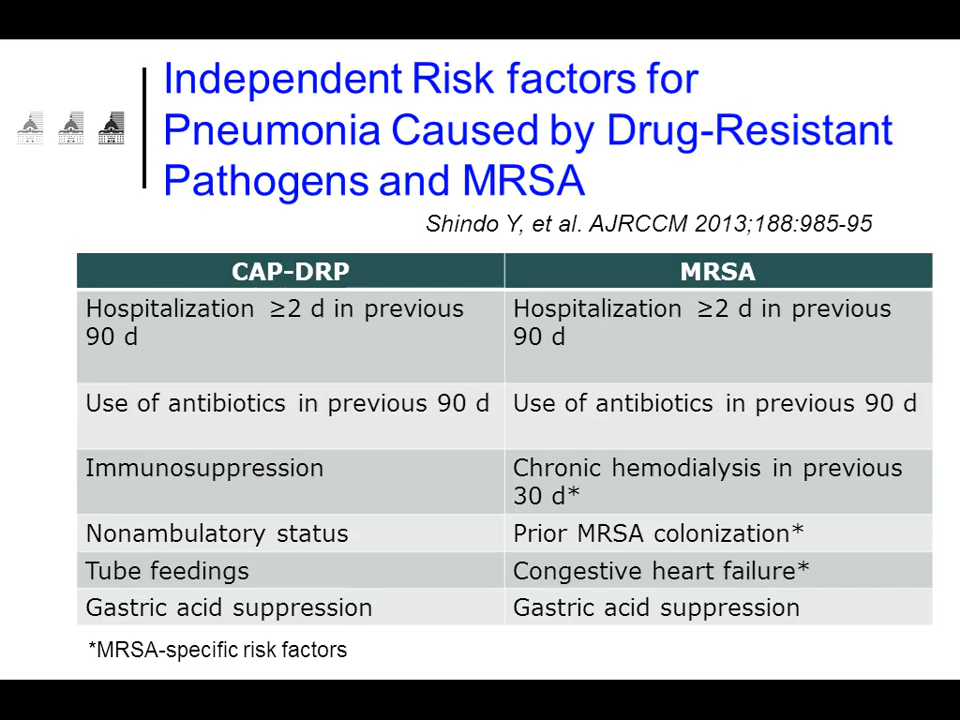 Independent Risk factors for
Pneumonia Caused by Drug-Resistant
Pathogens and MRSA
Shindo Y, et al. AJRCCM 2013;188:985-95
CAP-DRP MRSA
Hospitalization ≥2 d in previous 90 d
Hospitalization ≥2 d in previous 90 d
Use of antibiotics in previous 90 d
Use of antibiotics in previous 90 d
Immunosuppression
Chronic hemodialysis in previous 30 d*
Nonambulatory status
Prior MRSA colonization*
Tube feedings
Congestive heart failure*
Gastric acid suppression
Gastric acid suppression
*MRSA-specific risk factors